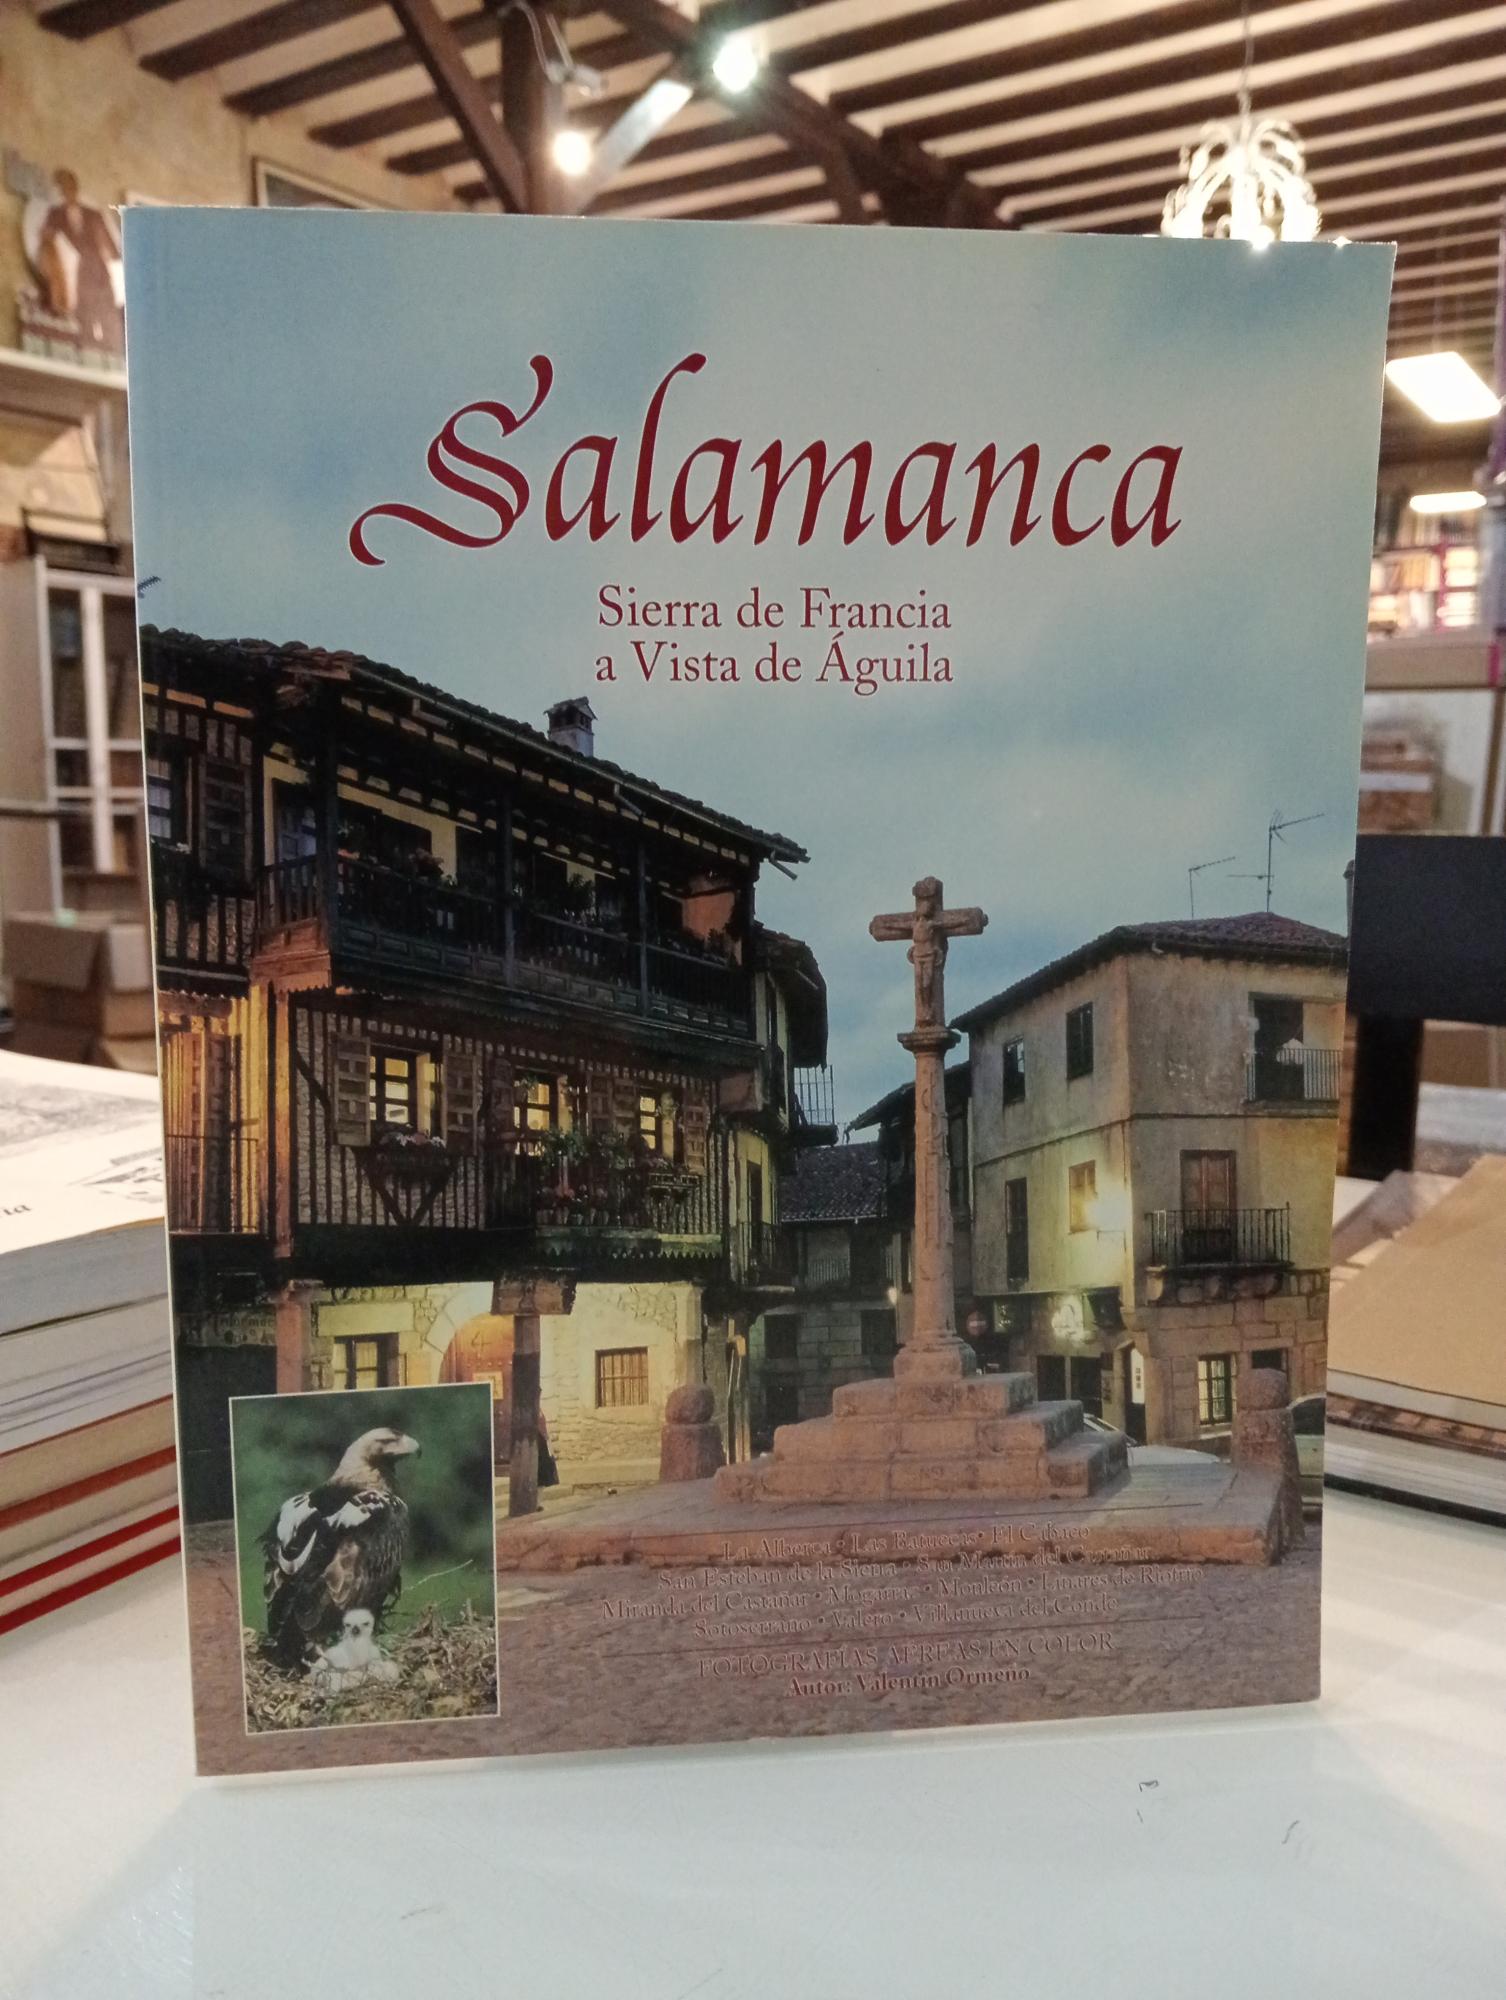 Salamanca
Sierra de Francia
a Vista de Águila
La Alberca • Las Batuecas • El Cabaco
San Esteban de la Sierra • San Martín del Castañar
Miranda del Castañar • Mogarraz • Monleón • Linares de Riofrío
Sotoserrano • Valero • Villanueva del Conde
FOTOGRAFÍAS AÉREAS EN COLOR
Autor: Valentín Ormeño